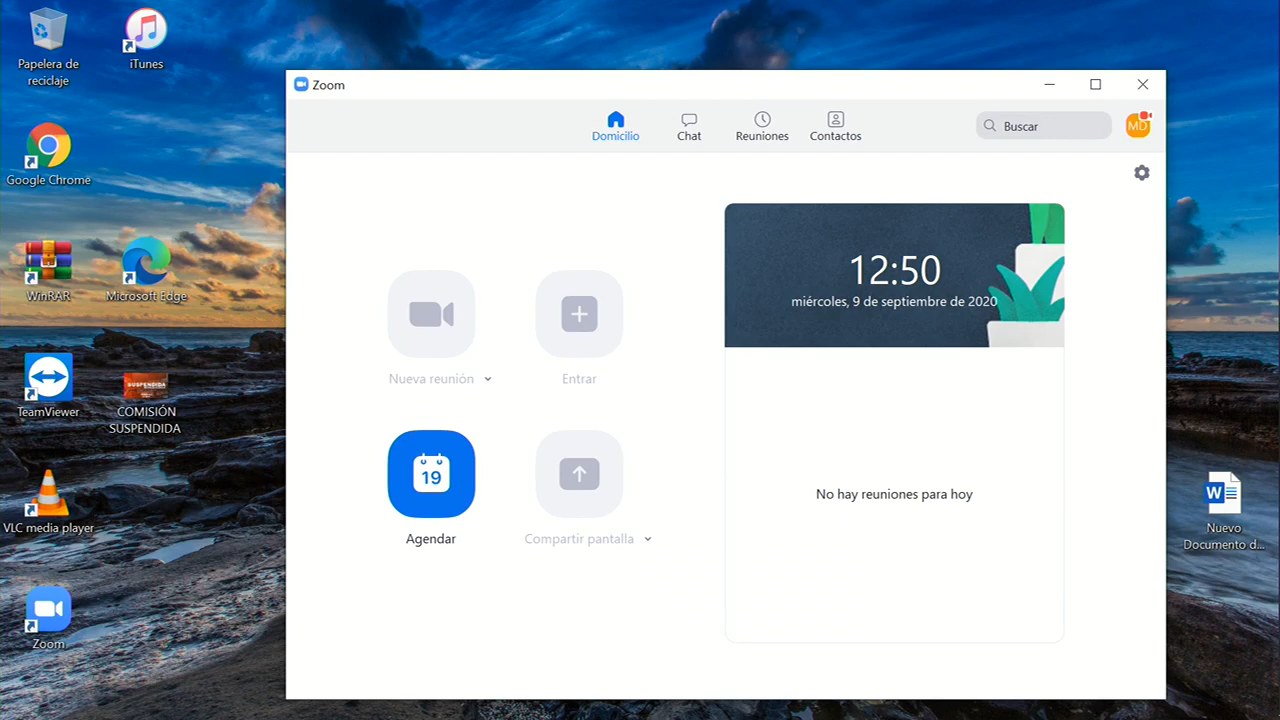 Papelera de
reciclaje
iTunes
Google Chrome
WinRAR
Microsoft Edge
TeamViewer
SUSPENDIDA
COMISIÓN
SUSPENDIDA
VLC media player
Zoom
Zoom
Domicilio
Chat
Reuniones
Contactos
Buscar
MD
12:50
miércoles, 9 de septiembre de 2020
Nueva reunión
Entrar
19
Agendar
Compartir pantalla
No hay reuniones para hoy
W
Nuevo
Documento d...